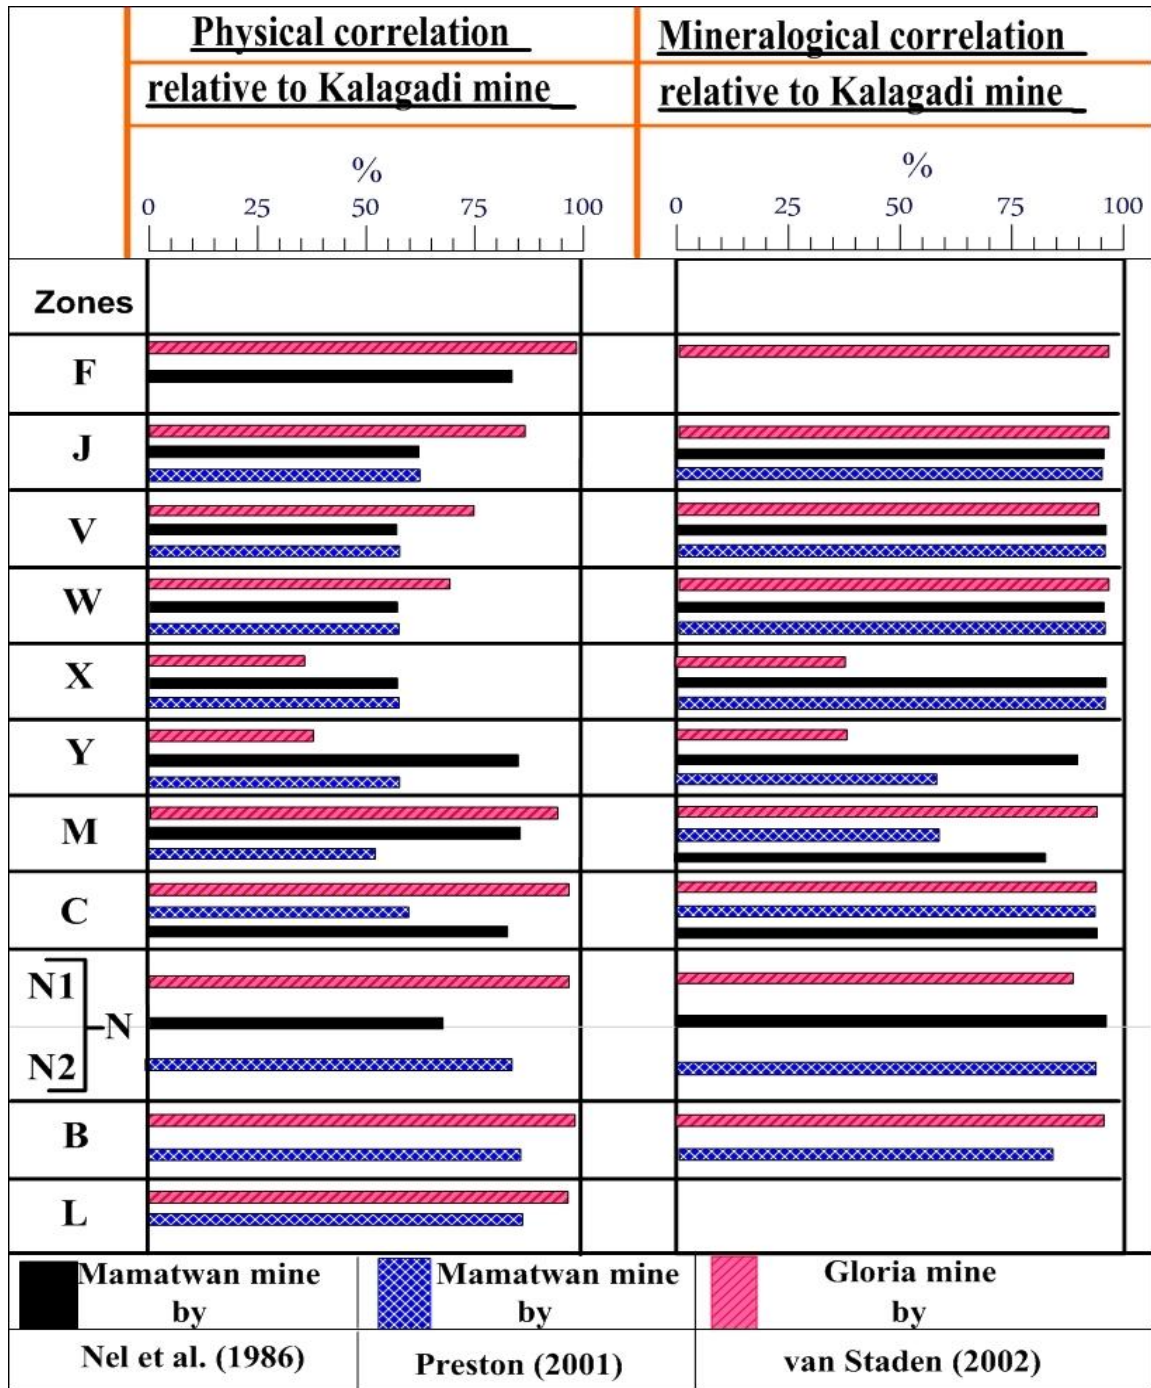 Physical correlation
relative to Kalagadi mine
Mineralogical correlation
relative to Kalagadi mine
%
0 25 50 75 100
%
0 25 50 75 100
Zones
F
J
V
W
X
Y
M
C
N1
N
N2
B
L
Mamatwan mine
by
Nel et al. (1986)
Mamatwan mine
by
Preston (2001)
Gloria mine
by
van Staden (2002)